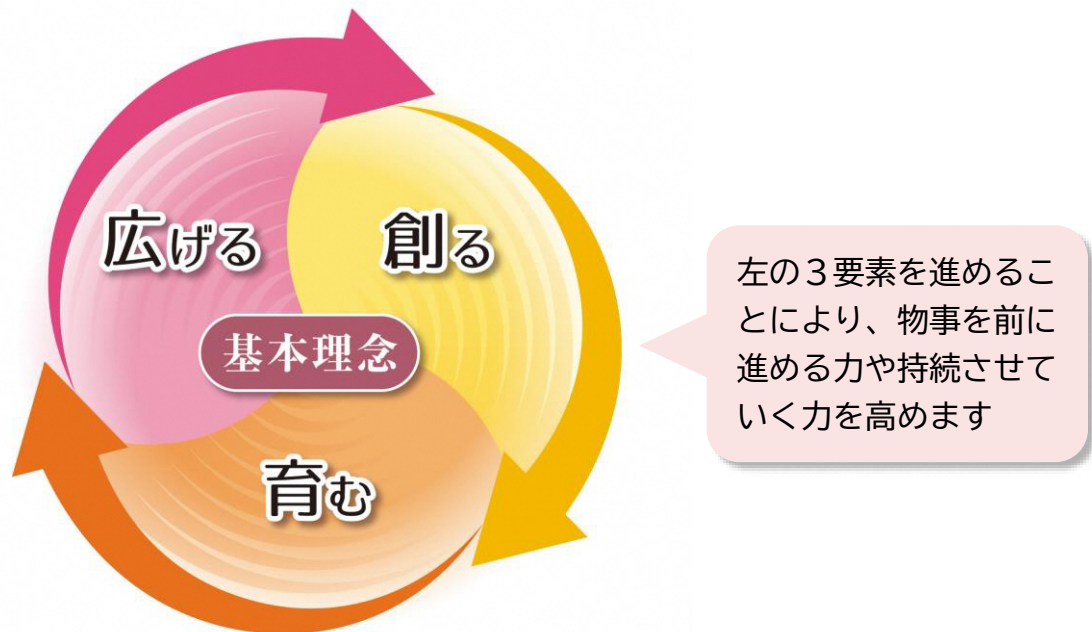 広げる
創る
基本理念
育む
左の３要素を進めるこ
とにより、物事を前に
進める力や持続させて
いく力を高めます